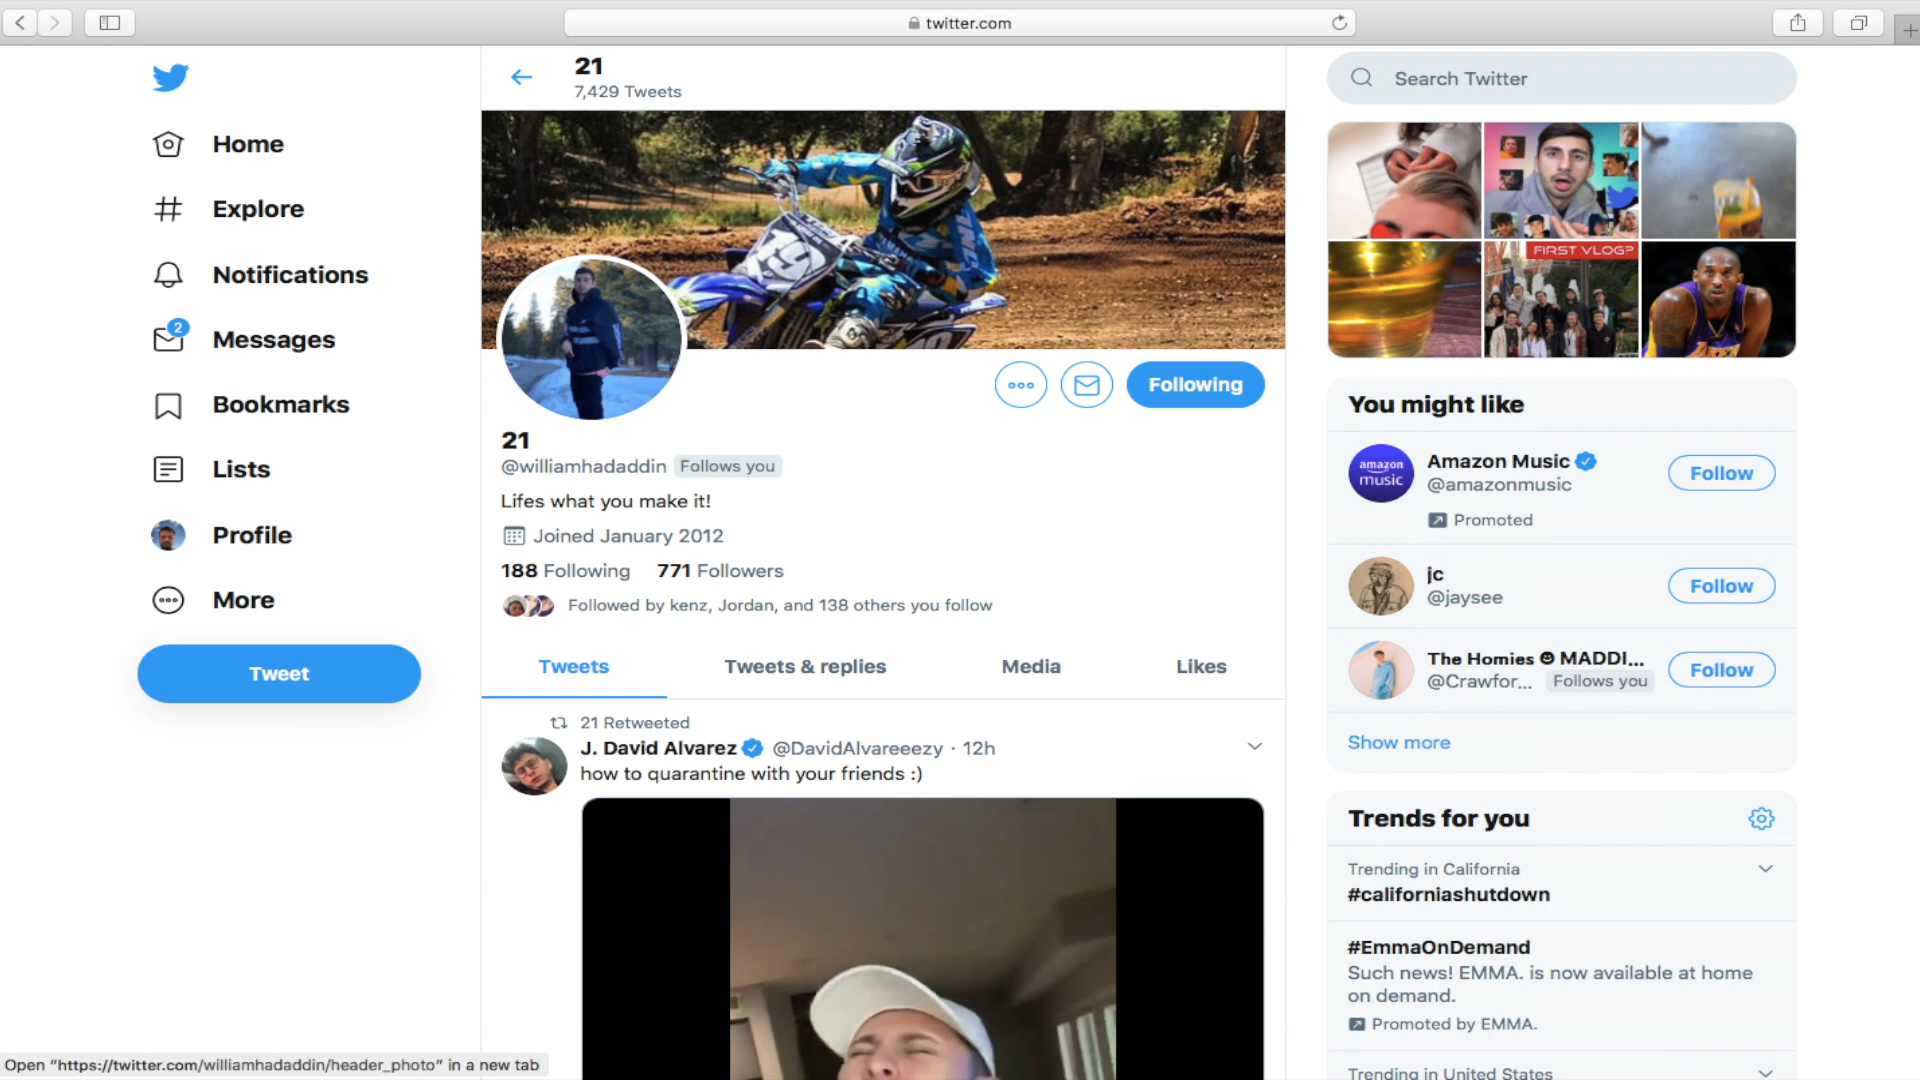 twitter.com
21
7,429 Tweets
Home
Explore
Notifications
2
Messages
Bookmarks
Lists
Profile
More
Tweet
19
Following
21
@williamhadaddin Follows you
Lifes what you make it!
Joined January 2012
188 Following 771 Followers
Followed by kenz, Jordan, and 138 others you follow
Tweets Tweets & replies Media Likes
21 Retweeted
J. David Alvarez @DavidAlvareeezy · 12h
how to quarantine with your friends :)
Search Twitter
FIRST VLOG?
You might like
amazon music
Amazon Music
@amazonmusic
Follow
Promoted
jc
@jaysee
Follow
The Homies ☻ MADDI...
@Crawfor... Follows you
Follow
Show more
Trends for you
Trending in California
#californiashutdown
#EmmaOnDemand
Such news! EMMA. is now available at home
on demand.
Promoted by EMMA.
Trending in United States
Open “https://twitter.com/williamhadaddin/header_photo” in a new tab